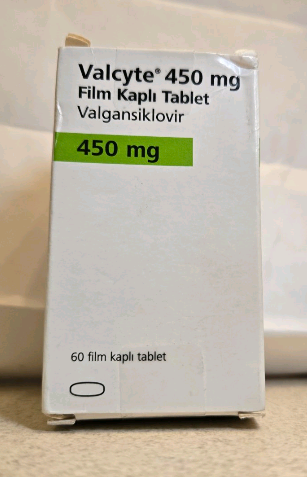 Valcyte® 450 mg
Film Kaplı Tablet
Valgansiklovir
450 mg
60 film kaplı tablet